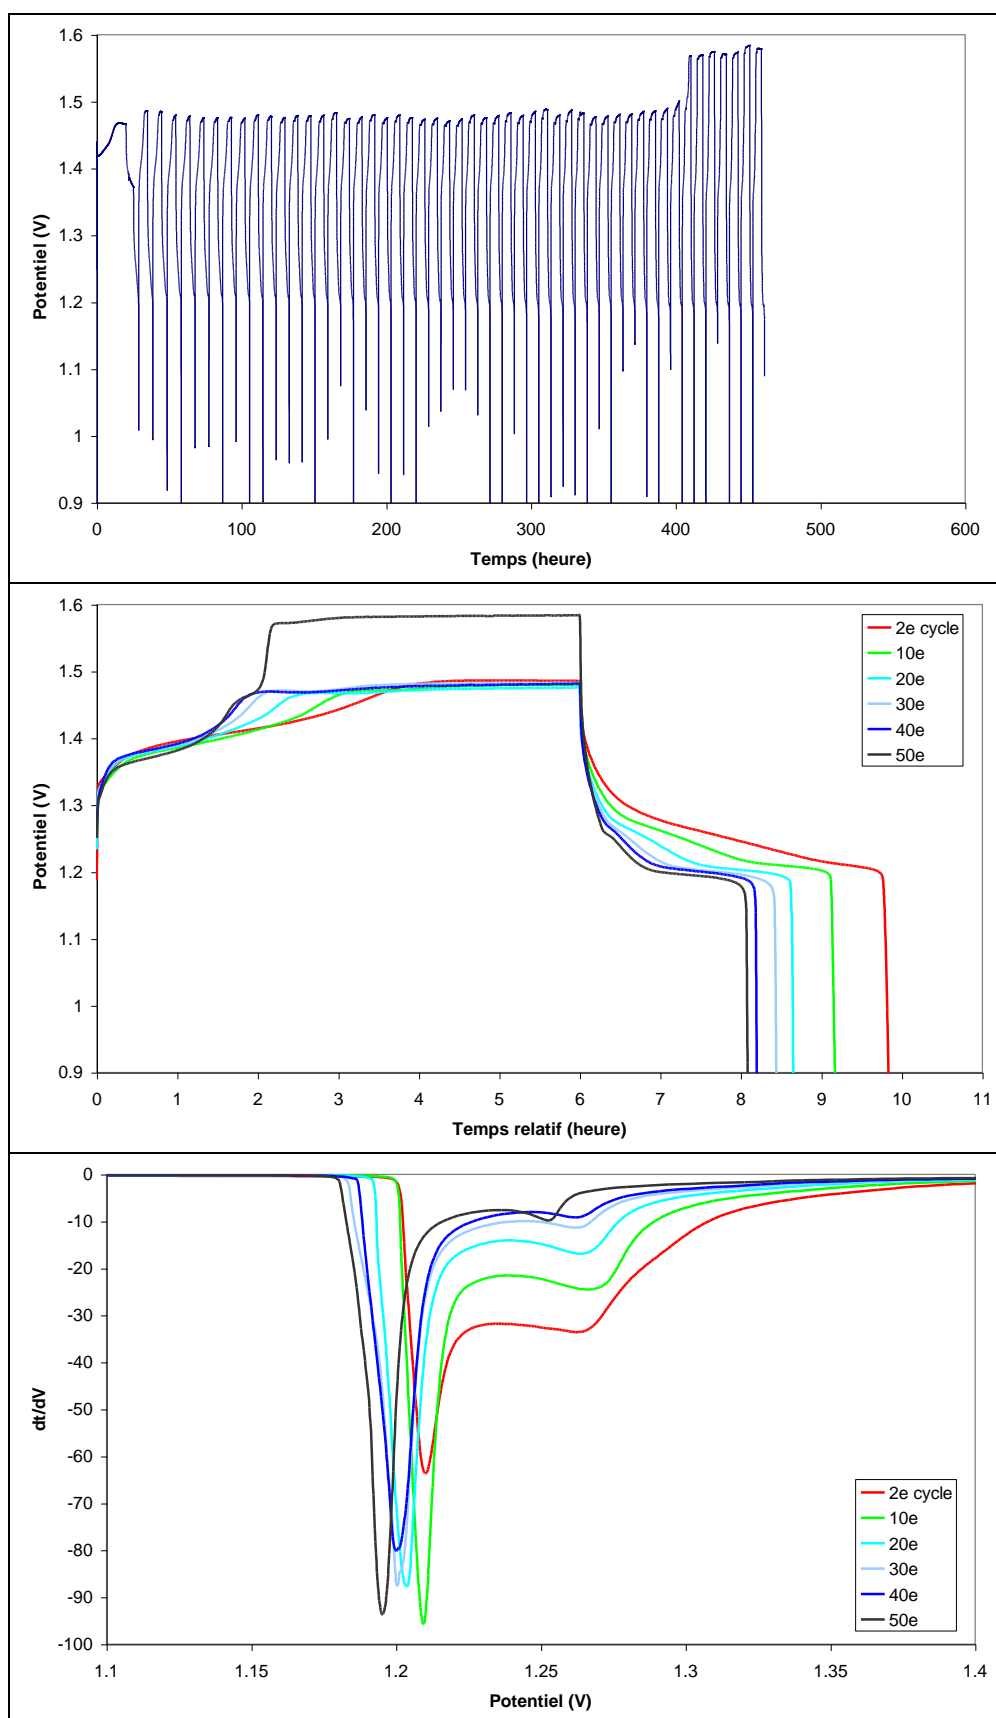 1.6
1.5
1.4
1.3
1.2
1.1
1
0.9
Potentiel (V)
0 100 200 300 400 500 600
Temps (heure)
1.6
1.5
1.4
1.3
1.2
1.1
1
0.9
Potentiel (V)
2e cycle
10e
20e
30e
40e
50e
0 1 2 3 4 5 6 7 8 9 10 11
Temps relatif (heure)
0
-10
-20
-30
-40
-50
-60
-70
-80
-90
-100
dt/dV
2e cycle
10e
20e
30e
40e
50e
1.1 1.15 1.2 1.25 1.3 1.35 1.4
Potentiel (V)